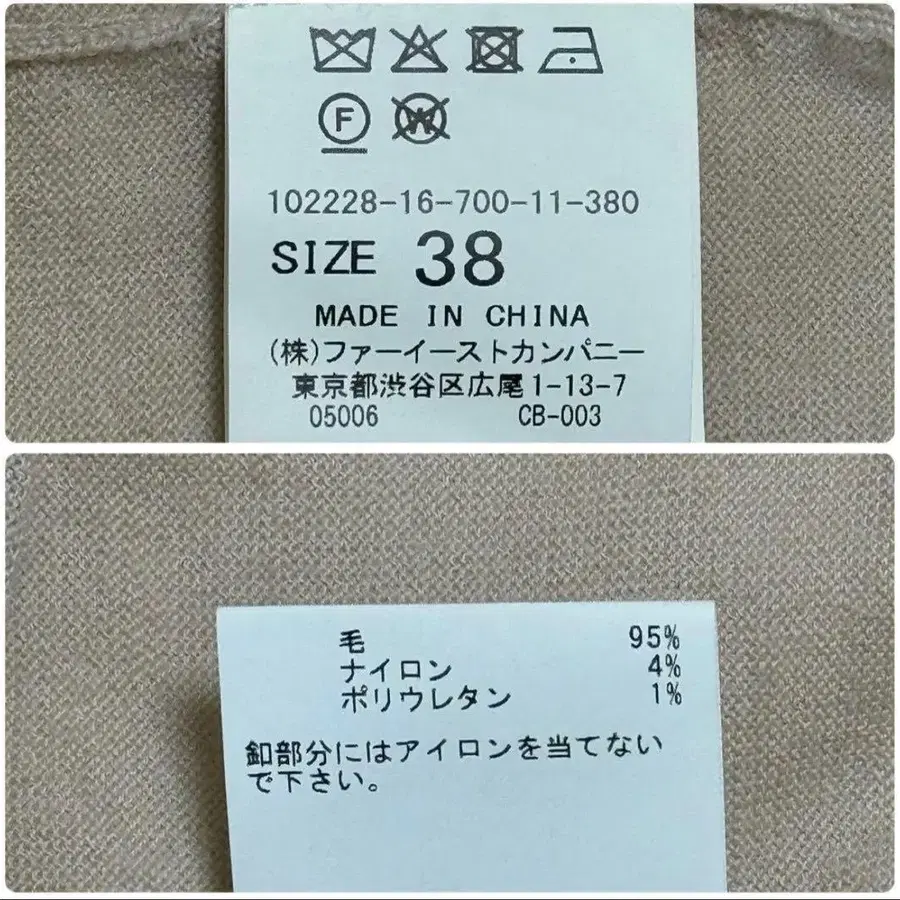 F
W
102228-16-700-11-380
SIZE 38
MADE IN CHINA
(株)ファーイーストカンパニー
東京都渋谷区広尾1-13-7
05006 CB-003
毛 95%
ナイロン 4%
ポリウレタン 1%
釦部分にはアイロンを当てない
で下さい。